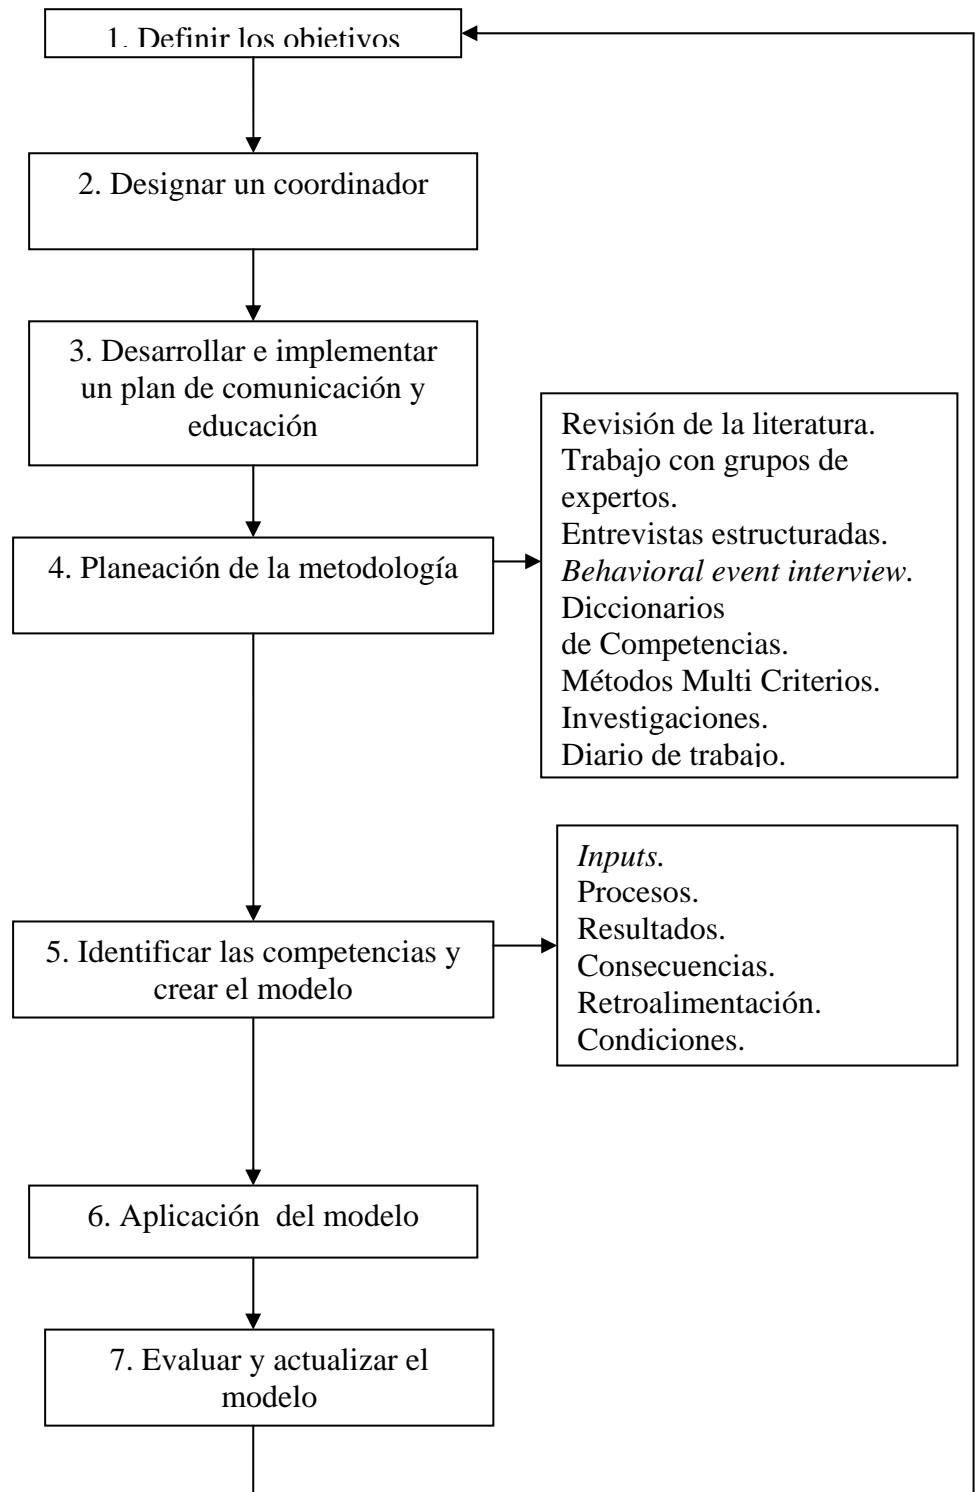 1. Definir los objetivos
2. Designar un coordinador
3. Desarrollar e implementar
un plan de comunicación y
educación
4. Planeación de la metodología
Revisión de la literatura.
Trabajo con grupos de
expertos.
Entrevistas estructuradas.
Behavioral event interview.
Diccionarios
de Competencias.
Métodos Multi Criterios.
Investigaciones.
Diario de trabajo.
5. Identificar las competencias y
crear el modelo
Inputs.
Procesos.
Resultados.
Consecuencias.
Retroalimentación.
Condiciones.
6. Aplicación  del modelo
7. Evaluar y actualizar el
modelo